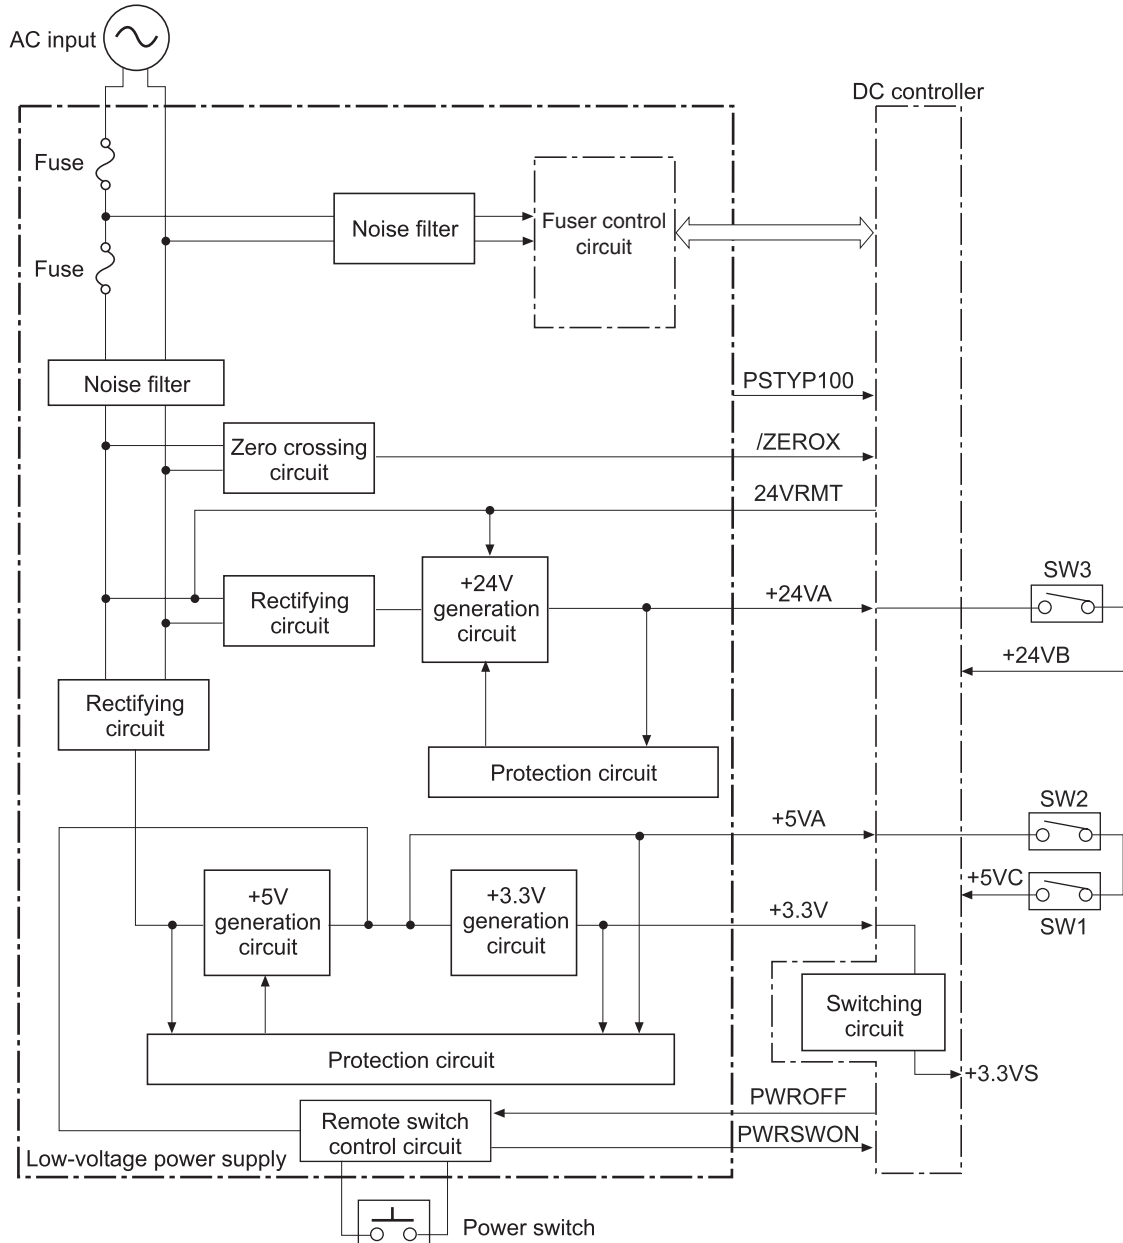 AC input
DC controller
Fuse
Noise filter
Fuser control
circuit
Fuse
Noise filter
PSTYP100
Zero crossing
circuit
/ZEROX
24VRMT
+24V
generation
circuit
Rectifying
circuit
+24VA
SW3
+24VB
Rectifying
circuit
Protection circuit
+5VA
SW2
+5V
generation
circuit
+3.3V
generation
circuit
+3.3V
+5VC
SW1
Switching
circuit
Protection circuit
+3.3VS
PWROFF
Remote switch
control circuit
PWRSWON
Low-voltage power supply
Power switch